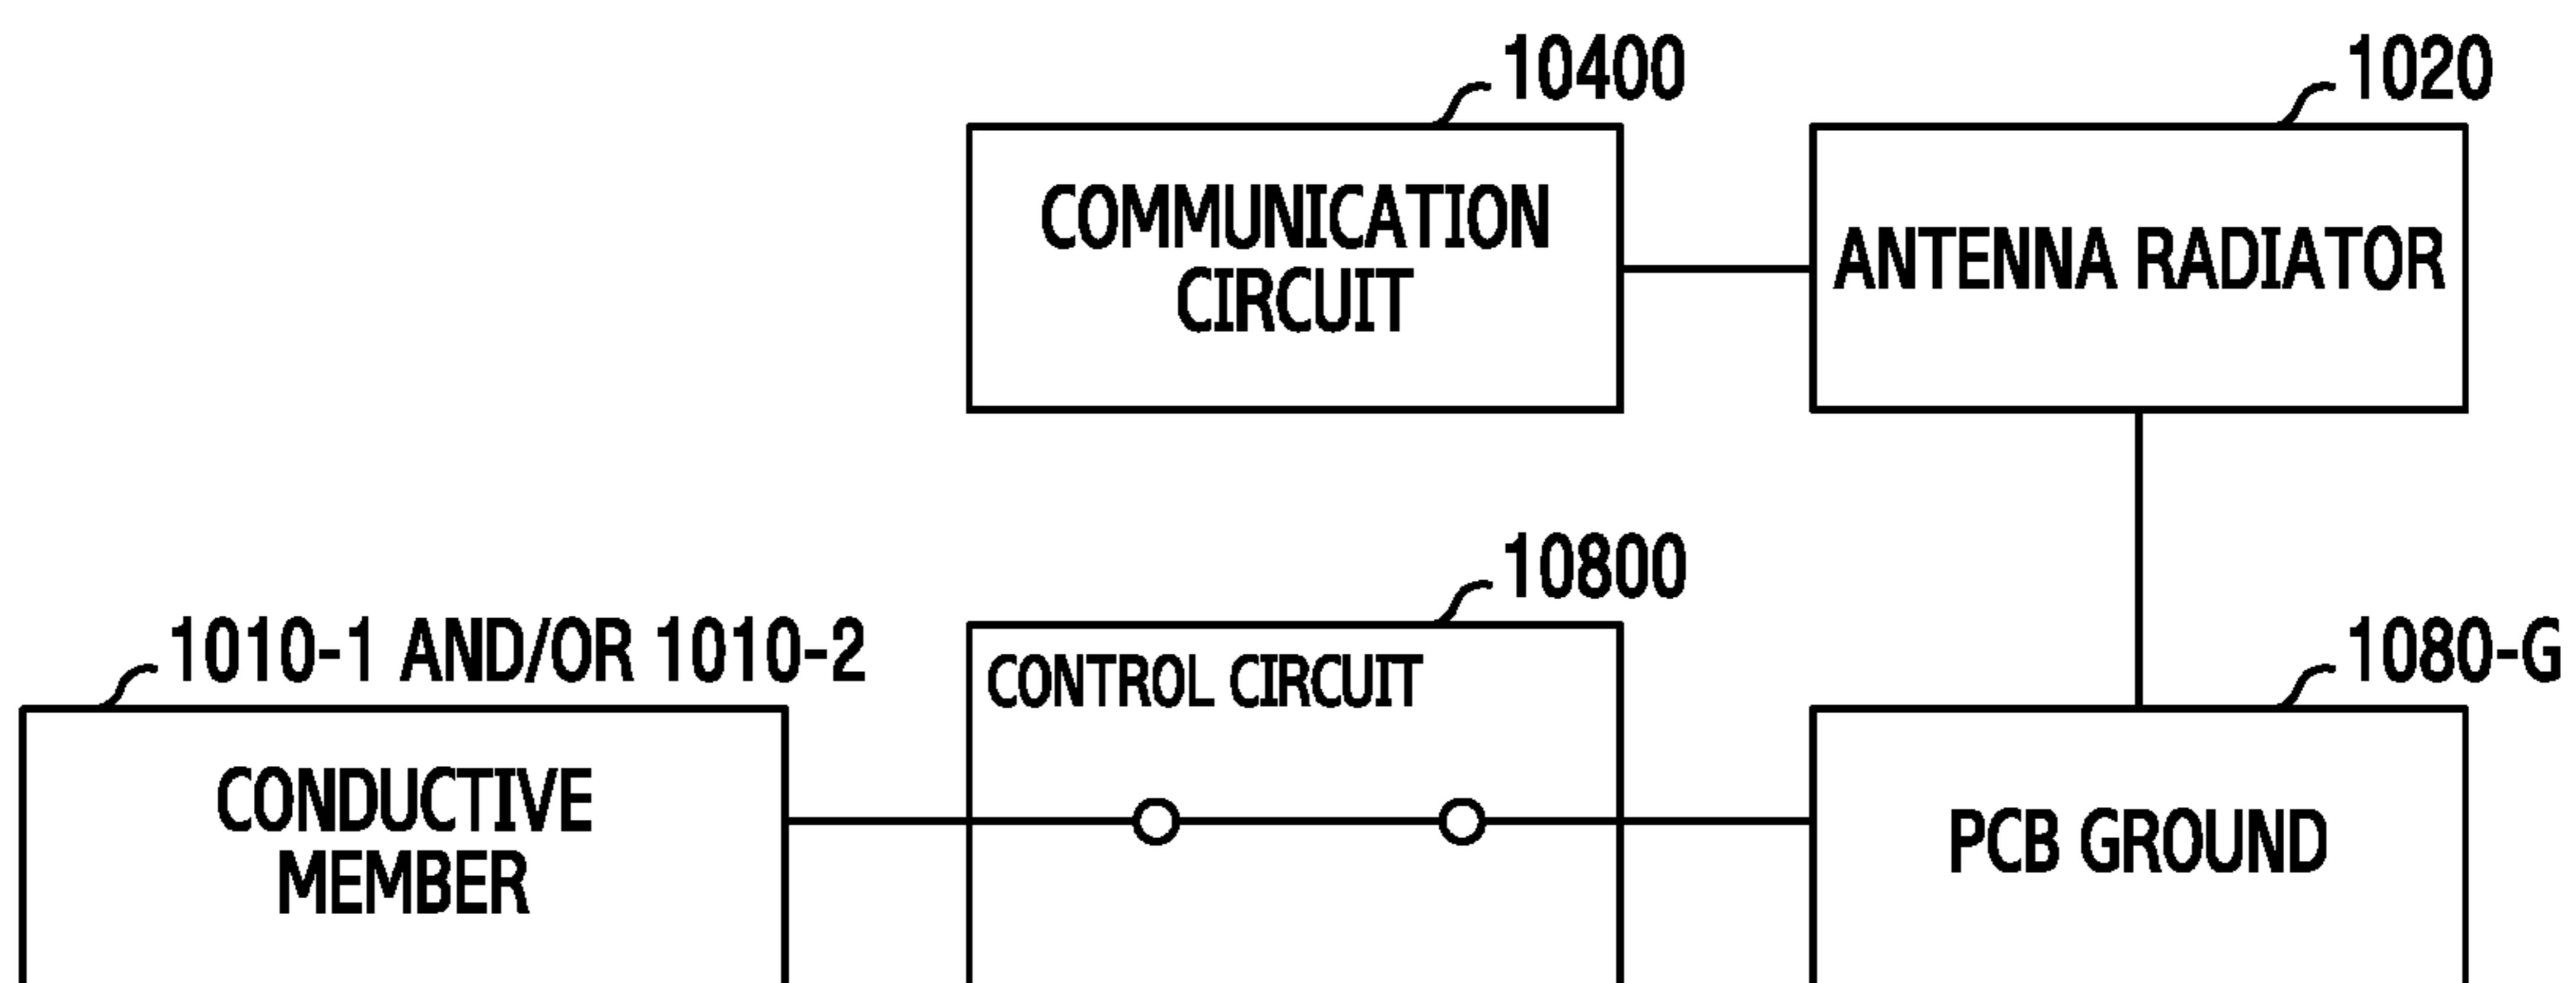 10400
1020
COMMUNICATION
CIRCUIT
ANTENNA RADIATOR
10800
1010-1 AND/OR 1010-2
1080-G
CONTROL CIRCUIT
CONDUCTIVE
MEMBER
PCB GROUND